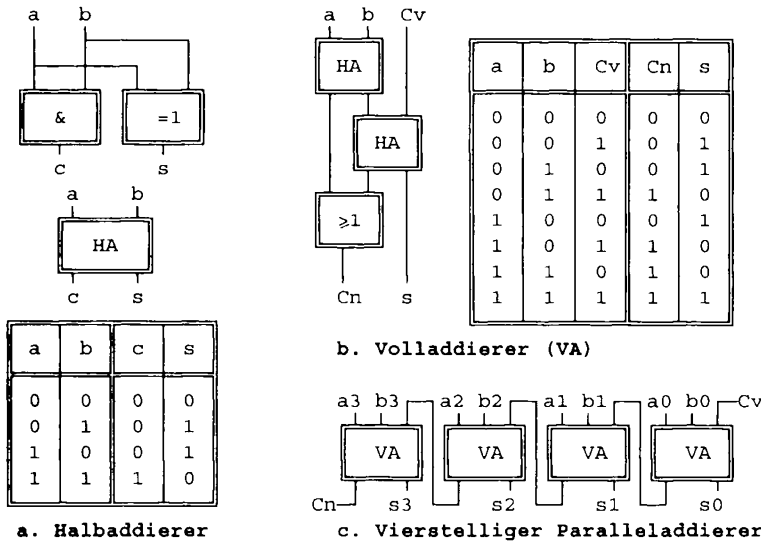 a b
& =1
c s
a b
HA
c s
a b c s
0 0 0 0
0 1 0 1
1 0 0 1
1 1 1 0
a. Halbaddierer
a b Cv
HA
HA
⩾1
Cn s
a b Cv Cn s
0 0 0 0 0
0 0 1 0 1
0 1 0 0 1
0 1 1 1 0
1 0 0 0 1
1 0 1 1 0
1 1 0 1 0
1 1 1 1 1
b. Volladdierer (VA)
a3 b3 a2 b2 a1 b1 a0 b0 Cv
VA VA VA VA
Cn s3 s2 s1 s0
c. Vierstelliger Paralleladdierer